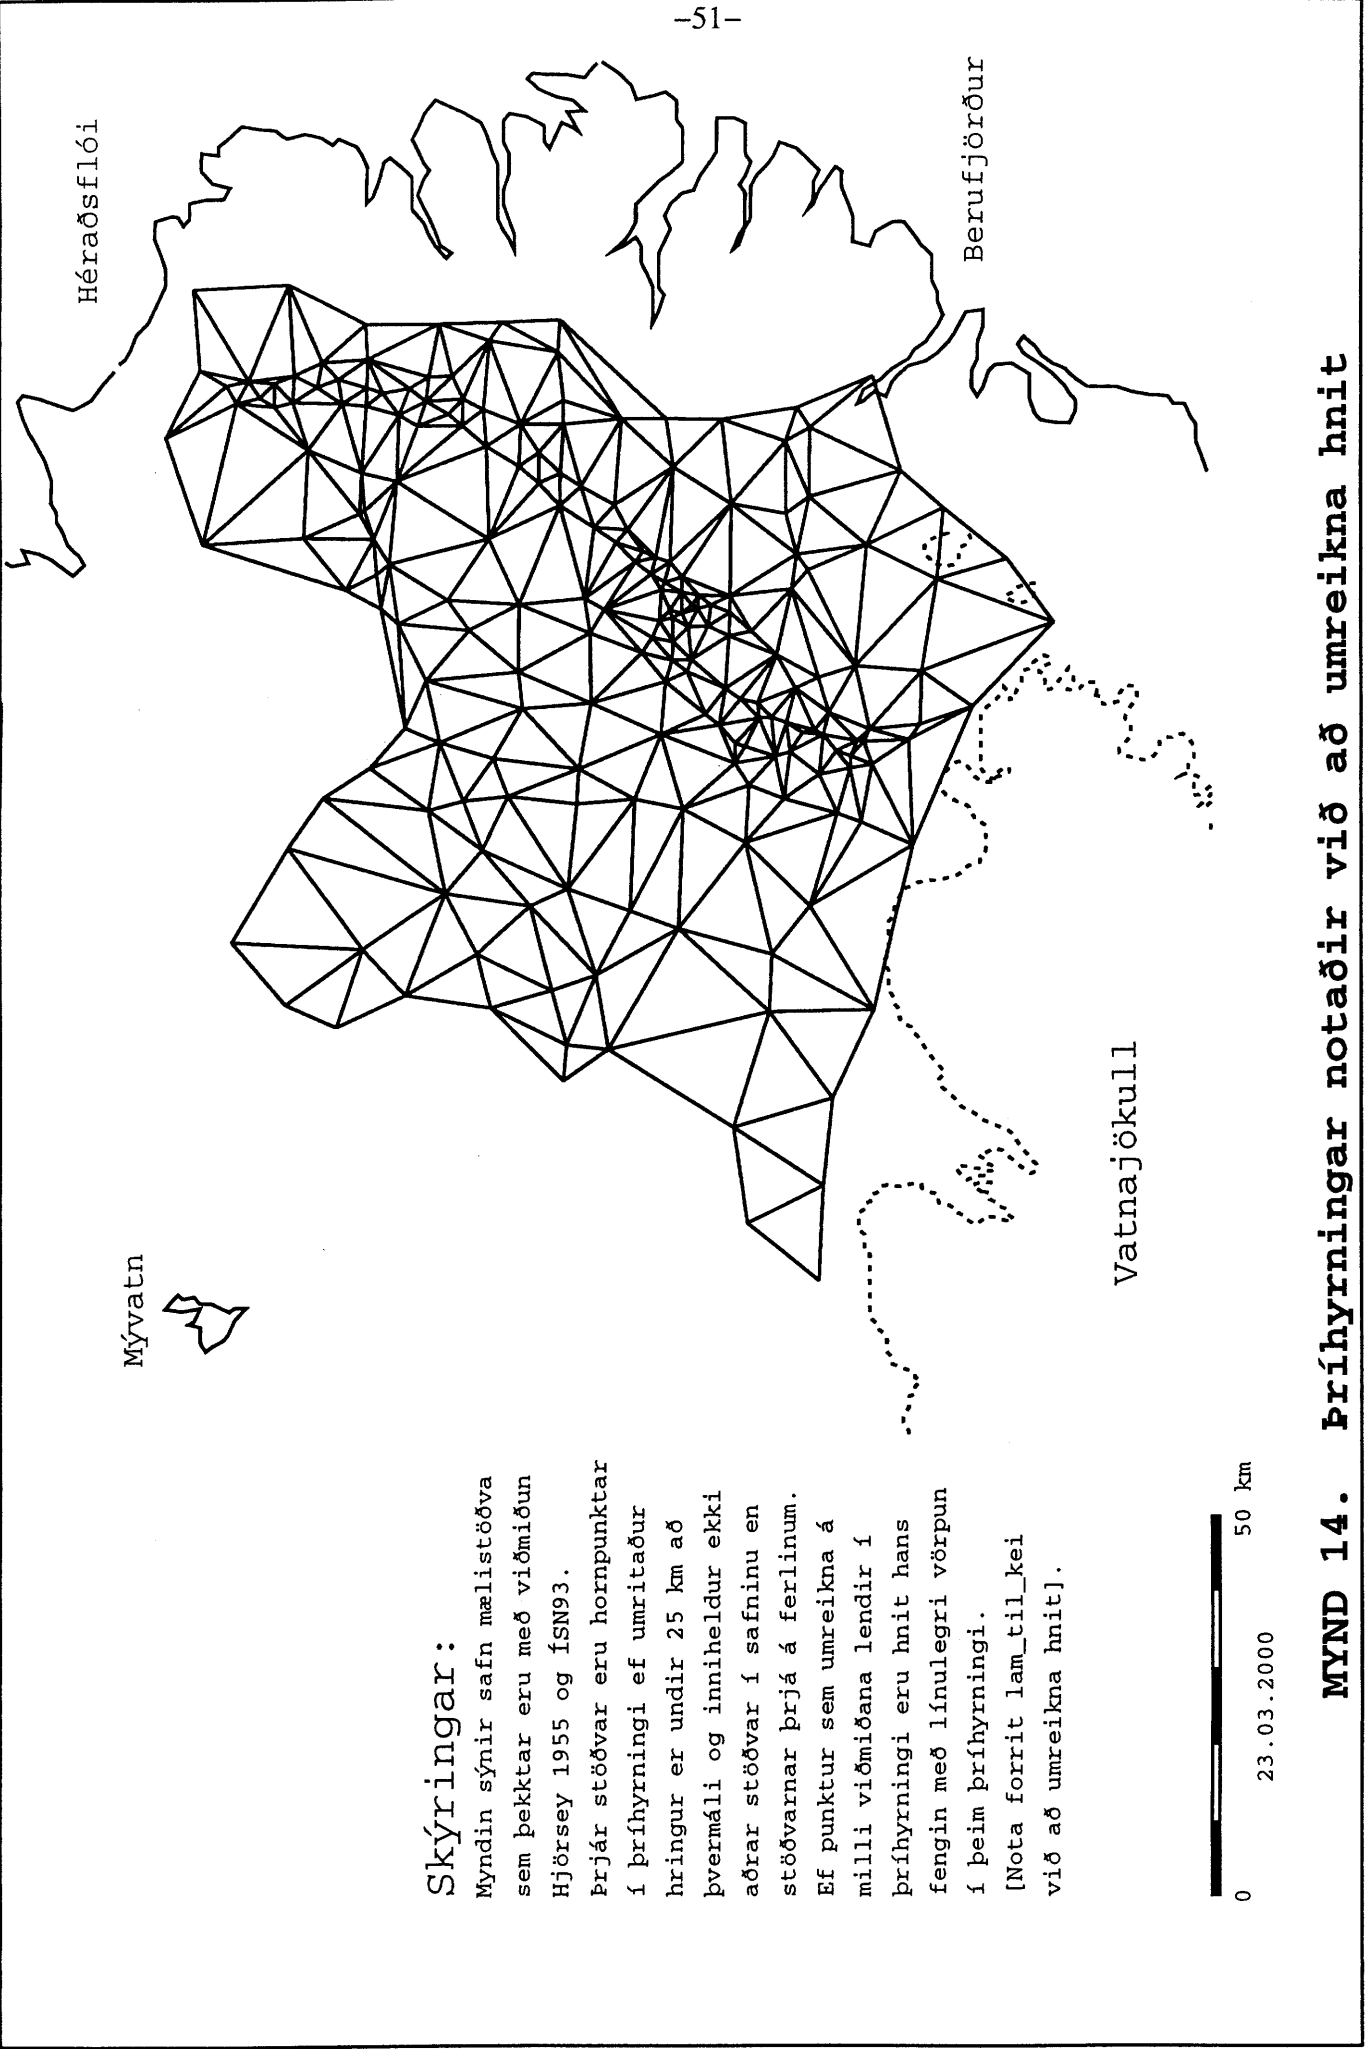 -51-
Héraðsflói
Mývatn
Berufjörður
Vatnajökull
Skýringar:
Myndin sýnir safn mælistöðva
sem þekktar eru með viðmiðun
Hjörsey 1955 og ÍSN93.
Þrjár stöðvar eru hornpunktar
í þríhyrningi ef umritaður
hringur er undir 25 km að
þvermáli og inniheldur ekki
aðrar stöðvar í safninu en
stöðvarnar þrjá á ferlinum.
Ef punktur sem umreikna á
milli viðmiðana lendir í
þríhyrningi eru hnit hans
fengin með línulegri vörpun
í þeim þríhyrningi.
[Nota forrit lam_til_kei
við að umreikna hnit].
0 50 km
23.03.2000
MYND 14. Þríhyrningar notaðir við að umreikna hnit